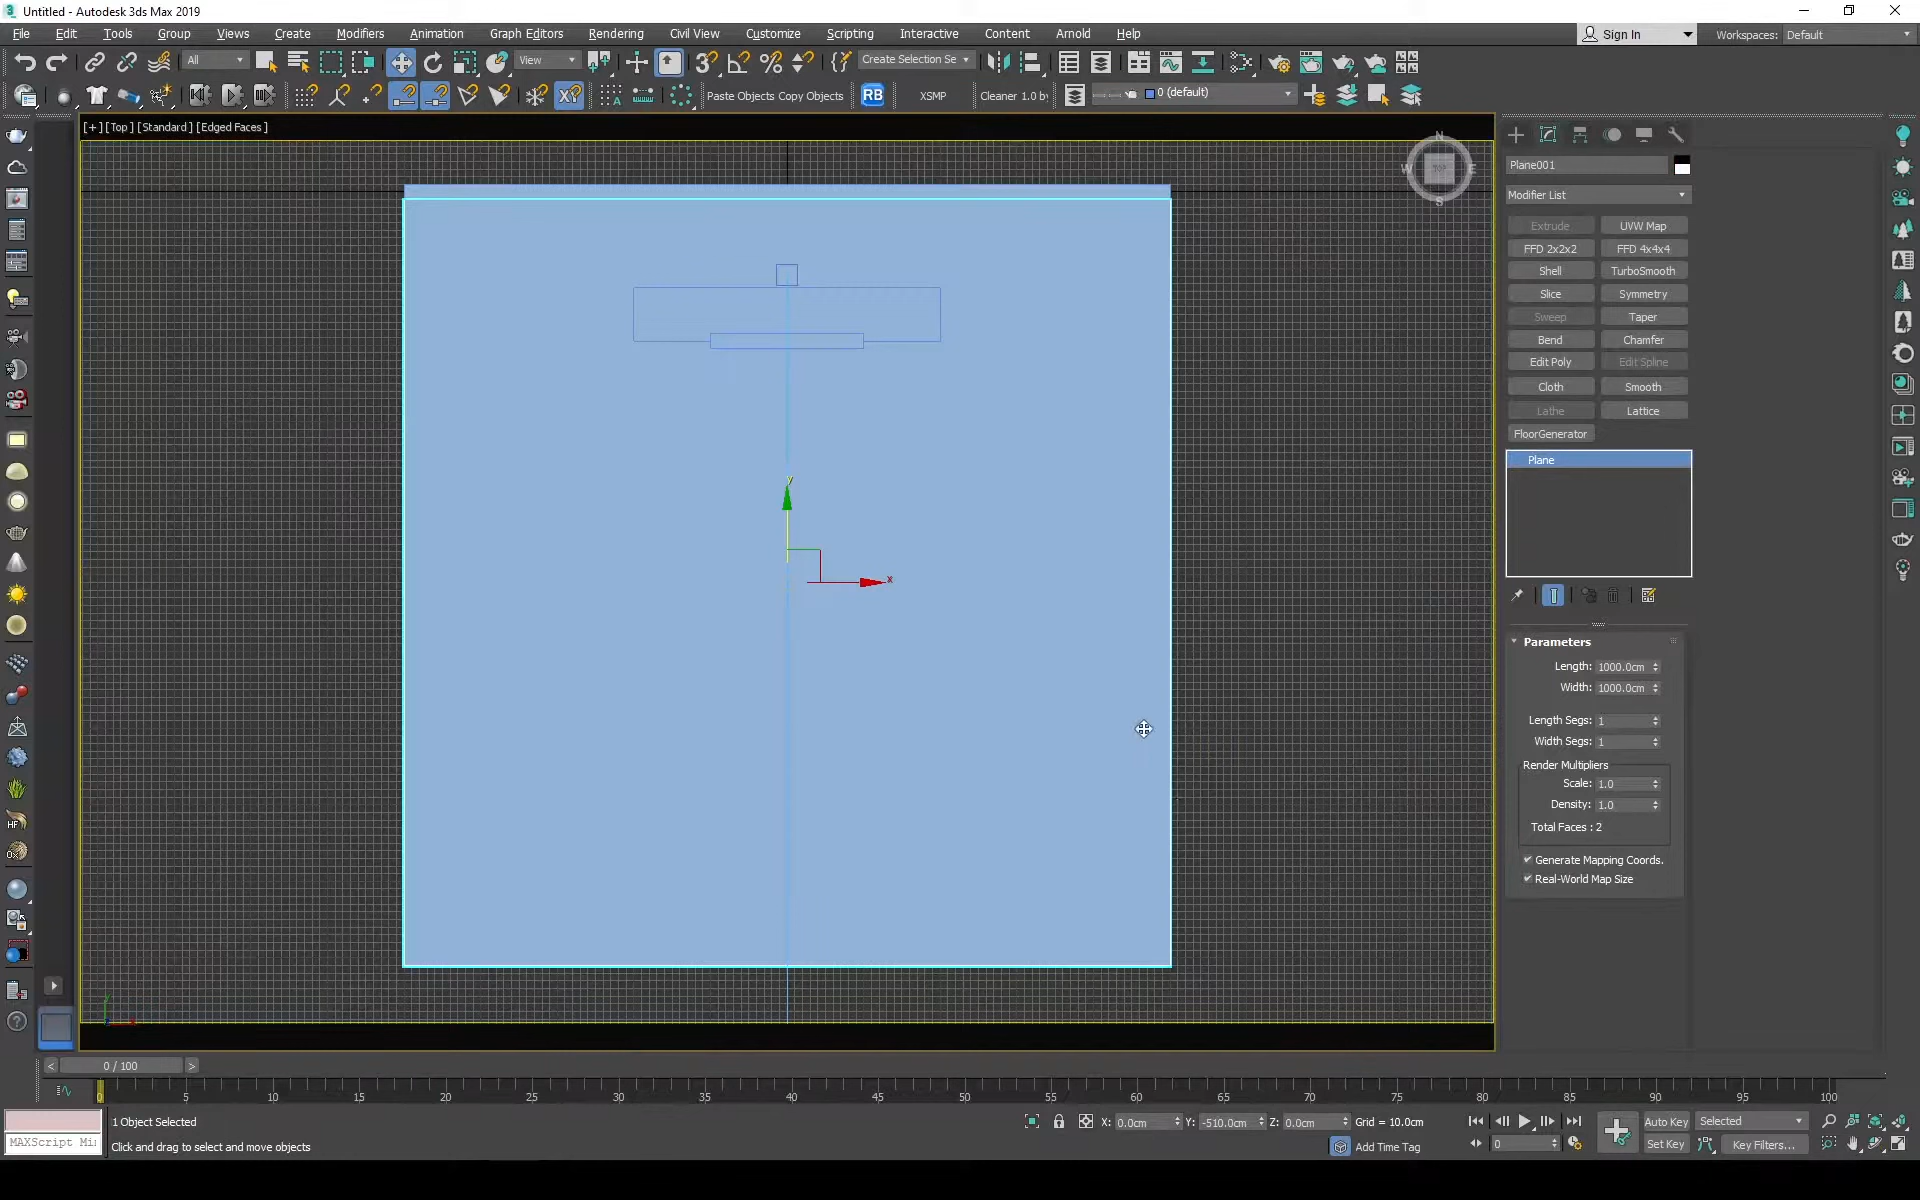 Untitled - Autodesk 3ds Max 2019
File Edit Tools Group Views Create Modifiers Animation Graph Editors Rendering Civil View Customize Scripting Interactive Content Arnold Help
Sign In Workspaces: Default
All View Create Selection Se
Paste Objects Copy Objects RB XSMP Cleaner 1.0 by 0 (default)
[+] [Top] [Standard] [Edged Faces]
N
W TOP E
S
Plane001
Modifier List
Extrude UVW Map
FFD 2x2x2 FFD 4x4x4
Shell TurboSmooth
Slice Symmetry
Sweep Taper
Bend Chamfer
Edit Poly Edit Spline
Cloth Smooth
Lathe Lattice
FloorGenerator
Plane
y
x
Parameters
Length: 1000.0cm
Width: 1000.0cm
Length Segs: 1
Width Segs: 1
Render Multipliers
Scale: 1.0
Density: 1.0
Total Faces : 2
Generate Mapping Coords.
Real-World Map Size
HF
< 0 / 100 >
0 5 10 15 20 25 30 35 40 45 50 55 60 65 70 75 80 85 90 95 100
1 Object Selected X: 0.0cm Y: -510.0cm Z: 0.0cm Grid = 10.0cm Auto Key Selected
MAXScript Mi Click and drag to select and move objects Add Time Tag 0 Set Key Key Filters...